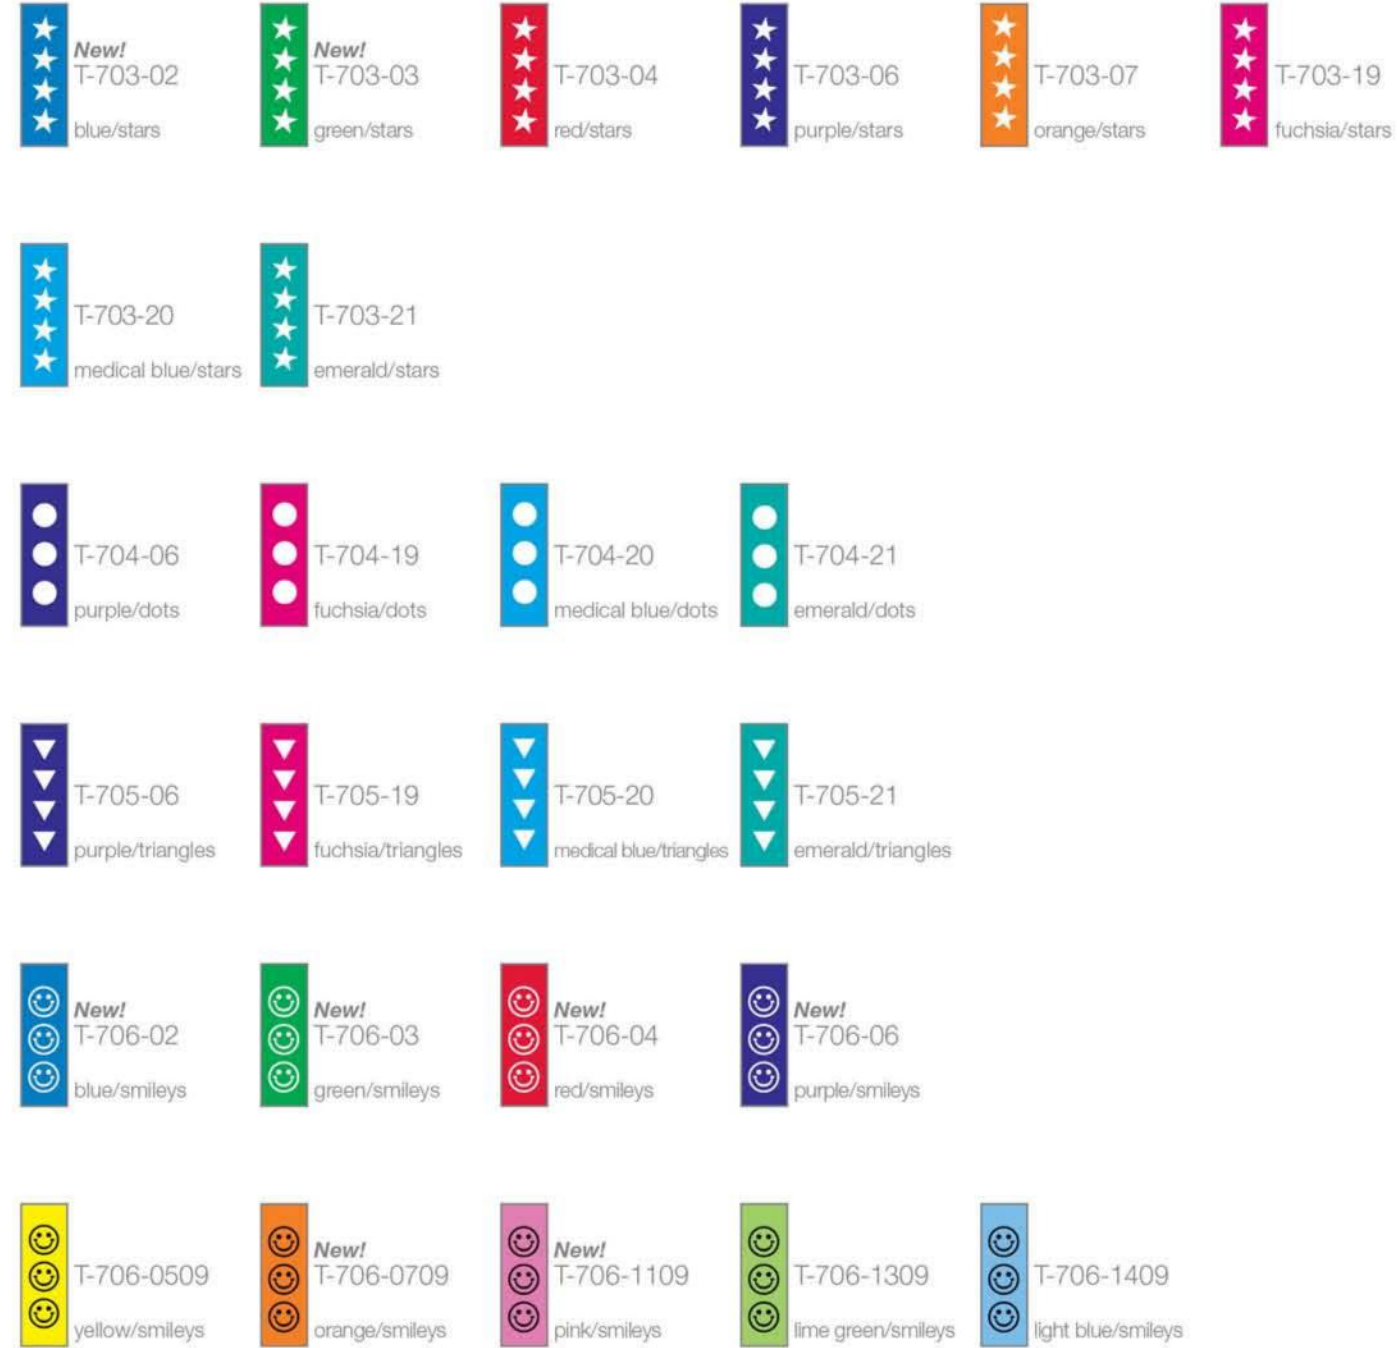 New!
T-703-02
blue/stars
New!
T-703-03
green/stars
T-703-04
red/stars
T-703-06
purple/stars
T-703-07
orange/stars
T-703-19
fuchsia/stars
T-703-20
medical blue/stars
T-703-21
emerald/stars
T-704-06
purple/dots
T-704-19
fuchsia/dots
T-704-20
medical blue/dots
T-704-21
emerald/dots
T-705-06
purple/triangles
T-705-19
fuchsia/triangles
T-705-20
medical blue/triangles
T-705-21
emerald/triangles
New!
T-706-02
blue/smileys
New!
T-706-03
green/smileys
New!
T-706-04
red/smileys
New!
T-706-06
purple/smileys
T-706-0509
yellow/smileys
New!
T-706-0709
orange/smileys
New!
T-706-1109
pink/smileys
T-706-1309
lime green/smileys
T-706-1409
light blue/smileys